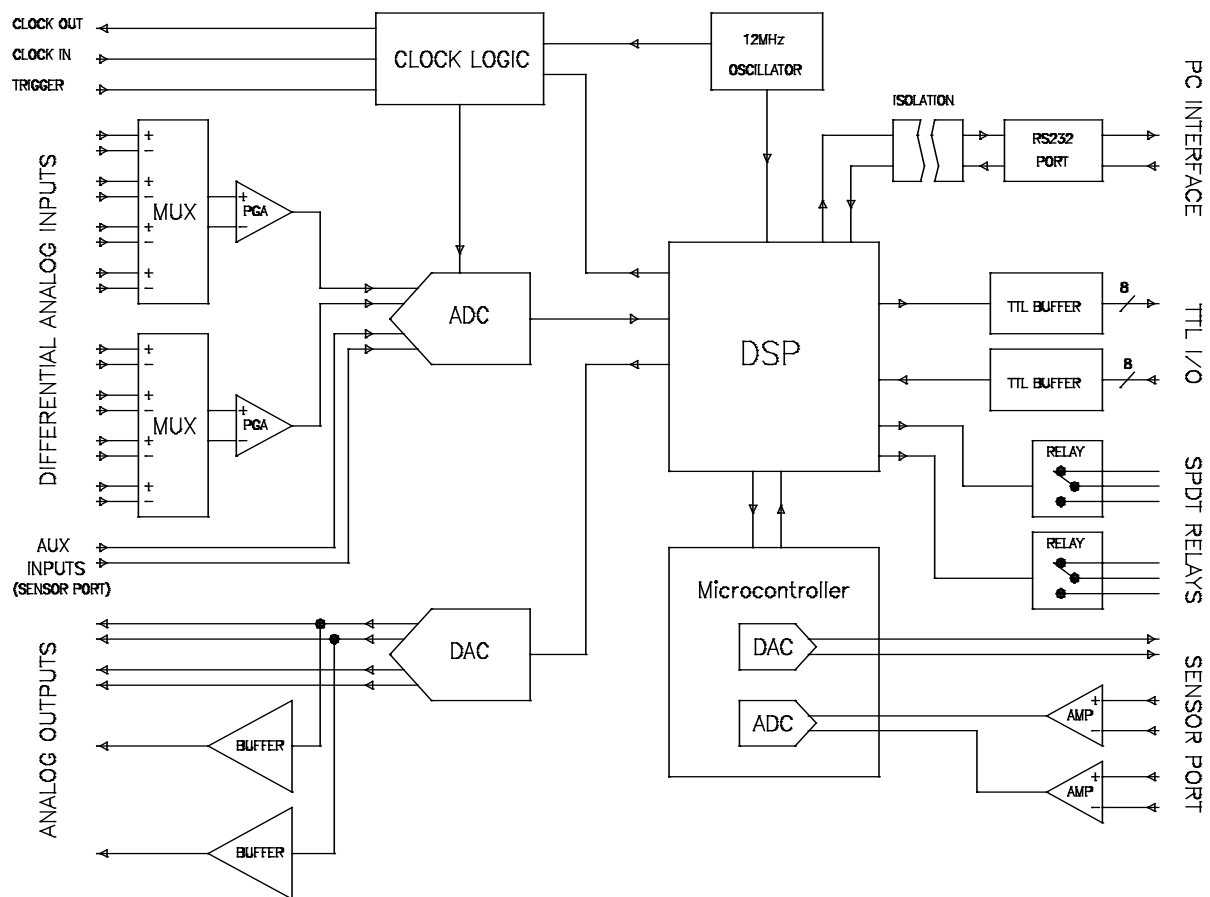 CLOCK OUT
CLOCK IN
TRIGGER
CLOCK LOGIC
12MHz
OSCILLATOR
ISOLATION
RS232
PORT
PC INTERFACE
DIFFERENTIAL ANALOG INPUTS
+
−
+
−
+
−
+
−
MUX
+
PGA
−
ADC
DSP
TTL BUFFER
8
TTL BUFFER
8
TTL I/O
+
−
+
−
+
−
+
−
MUX
+
PGA
−
RELAY
RELAY
SPDT RELAYS
AUX
INPUTS
(SENSOR PORT)
Microcontroller
DAC
ADC
ANALOG OUTPUTS
DAC
BUFFER
BUFFER
+
AMP
−
+
AMP
−
SENSOR PORT